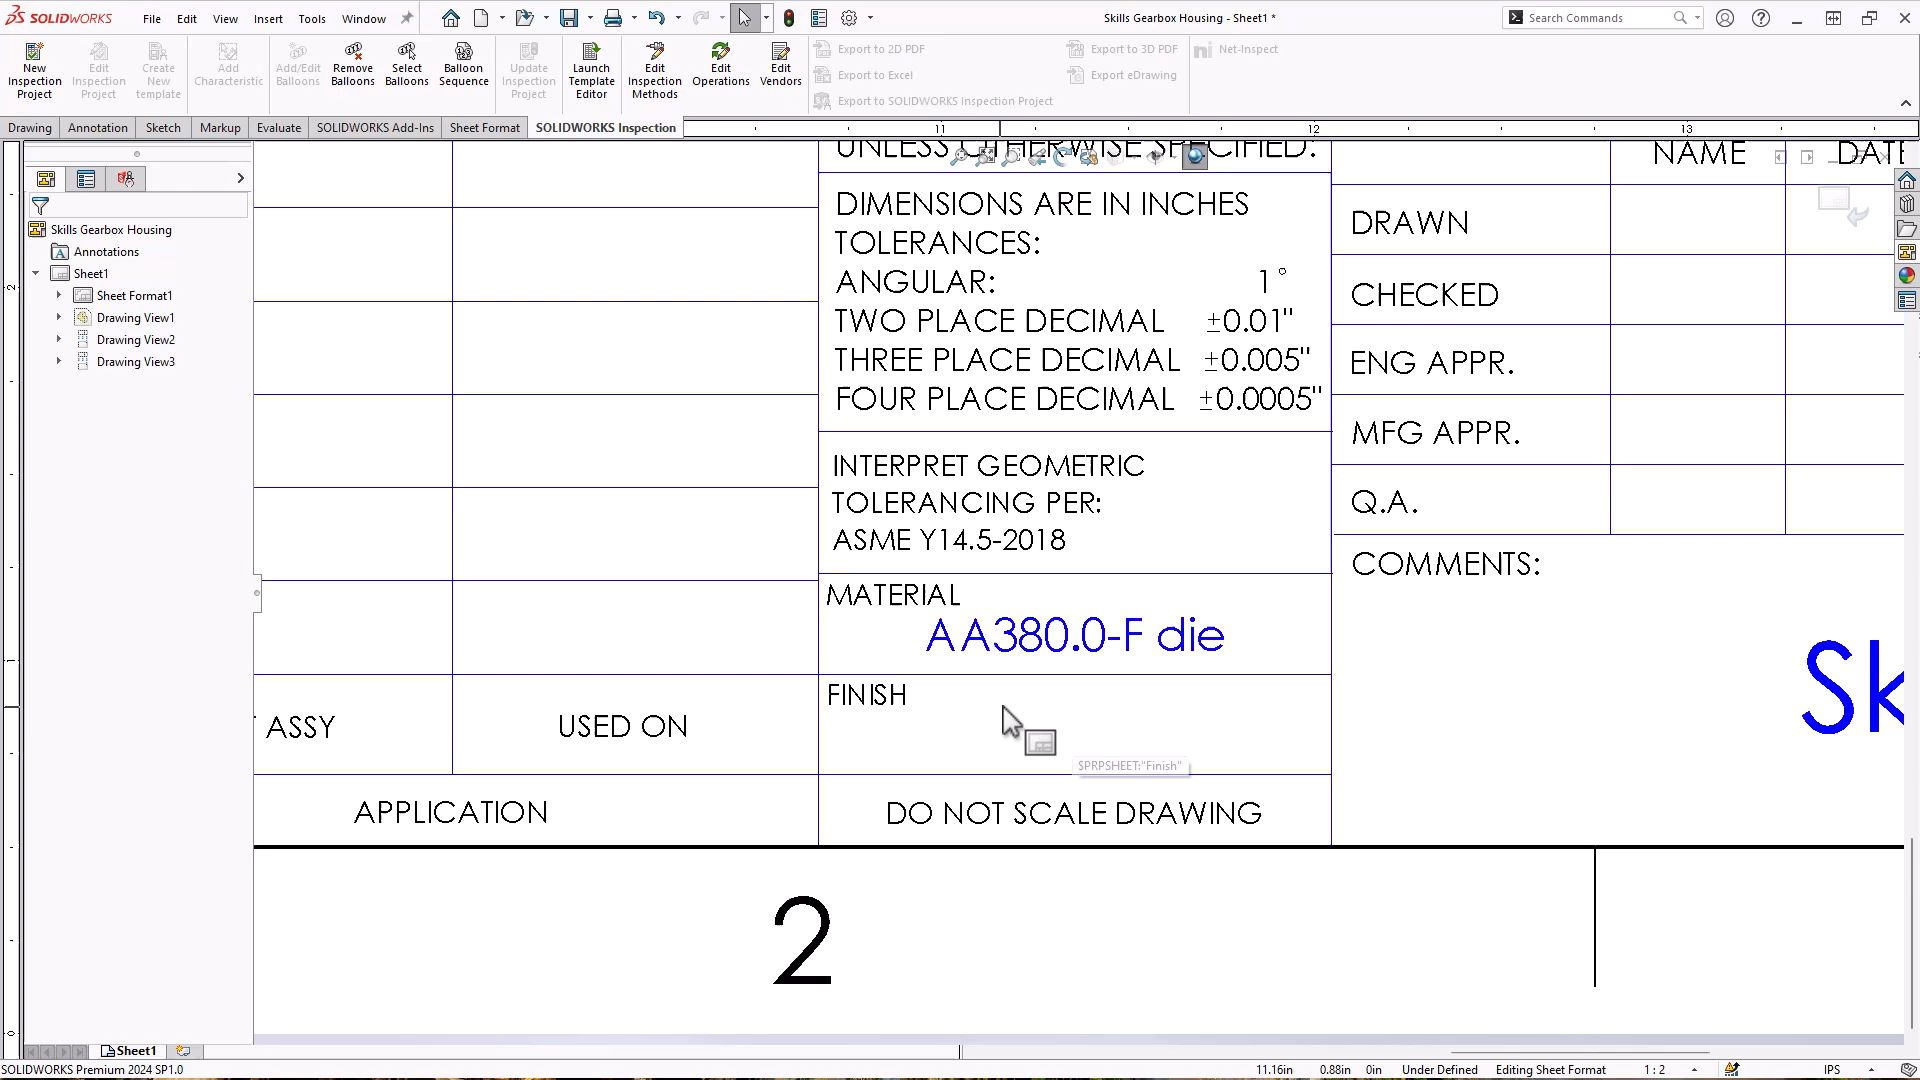 SOLIDWORKS
File Edit View Insert Tools Window
Skills Gearbox Housing - Sheet1 *
Search Commands
New Inspection Project
Edit Inspection Project
Create New template
Add Characteristic
Add/Edit Balloons
Remove Balloons
Select Balloons
Balloon Sequence
Update Inspection Project
Launch Template Editor
Edit Inspection Methods
Edit Operations
Edit Vendors
Export to 2D PDF
Export to Excel
Export to SOLIDWORKS Inspection Project
Export to 3D PDF
Export eDrawing
Net-Inspect
Drawing Annotation Sketch Markup Evaluate SOLIDWORKS Add-Ins Sheet Format SOLIDWORKS Inspection
11 12 13
Skills Gearbox Housing
Annotations
Sheet1
Sheet Format1
Drawing View1
Drawing View2
Drawing View3
2
1
0
UNLESS OTHERWISE SPECIFIED:
DIMENSIONS ARE IN INCHES
TOLERANCES:
ANGULAR: 1°
TWO PLACE DECIMAL ±0.01"
THREE PLACE DECIMAL ±0.005"
FOUR PLACE DECIMAL ±0.0005"
INTERPRET GEOMETRIC
TOLERANCING PER:
ASME Y14.5-2018
MATERIAL
AA380.0-F die
FINISH
$PRPSHEET:"Finish"
DO NOT SCALE DRAWING
ASSY
USED ON
APPLICATION
NAME DATE
DRAWN
CHECKED
ENG APPR.
MFG APPR.
Q.A.
COMMENTS:
Sk
2
Sheet1
SOLIDWORKS Premium 2024 SP1.0
11.16in 0.88in 0in Under Defined Editing Sheet Format 1 : 2 IPS